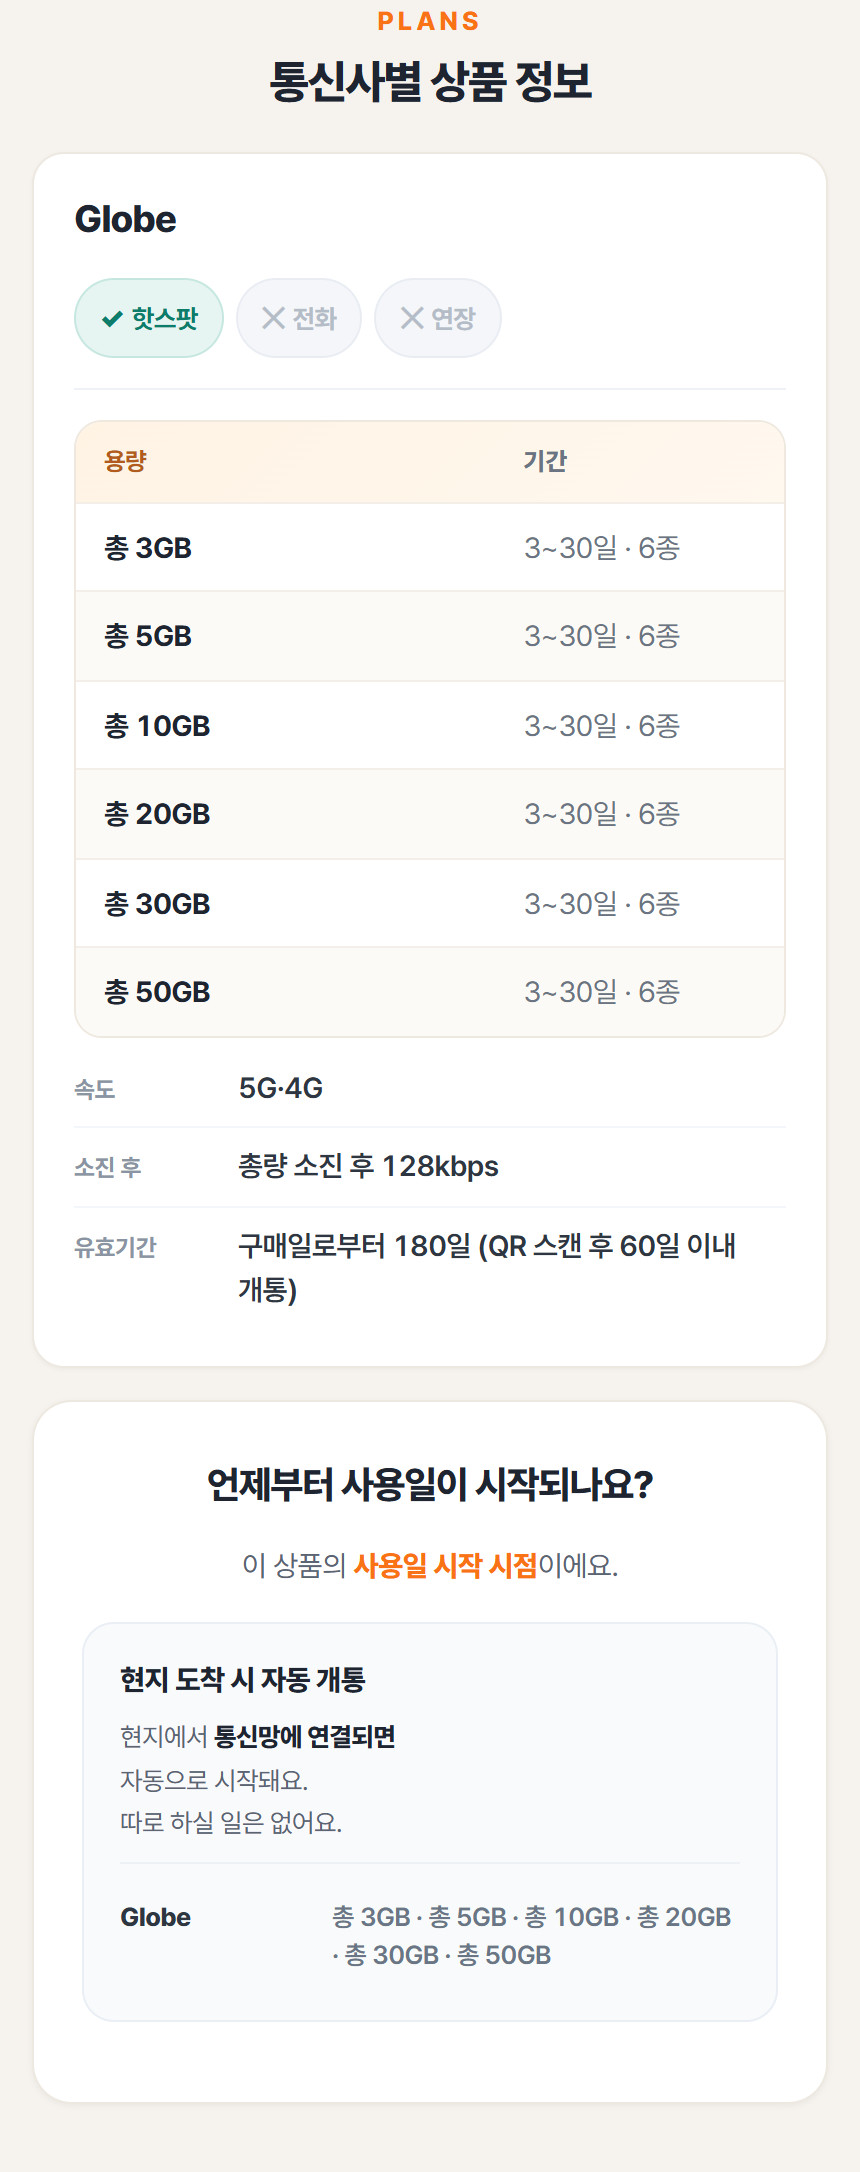 PLANS
통신사별 상품 정보
Globe
✓ 핫스팟 ✕ 전화 ✕ 연장
용량 기간
총 3GB 3~30일 · 6종
총 5GB 3~30일 · 6종
총 10GB 3~30일 · 6종
총 20GB 3~30일 · 6종
총 30GB 3~30일 · 6종
총 50GB 3~30일 · 6종
속도 5G·4G
소진 후 총량 소진 후 128kbps
유효기간 구매일로부터 180일 (QR 스캔 후 60일 이내
개통)
언제부터 사용일이 시작되나요?
이 상품의 사용일 시작 시점이에요.
현지 도착 시 자동 개통
현지에서 통신망에 연결되면
자동으로 시작돼요.
따로 하실 일은 없어요.
Globe 총 3GB · 총 5GB · 총 10GB · 총 20GB
· 총 30GB · 총 50GB